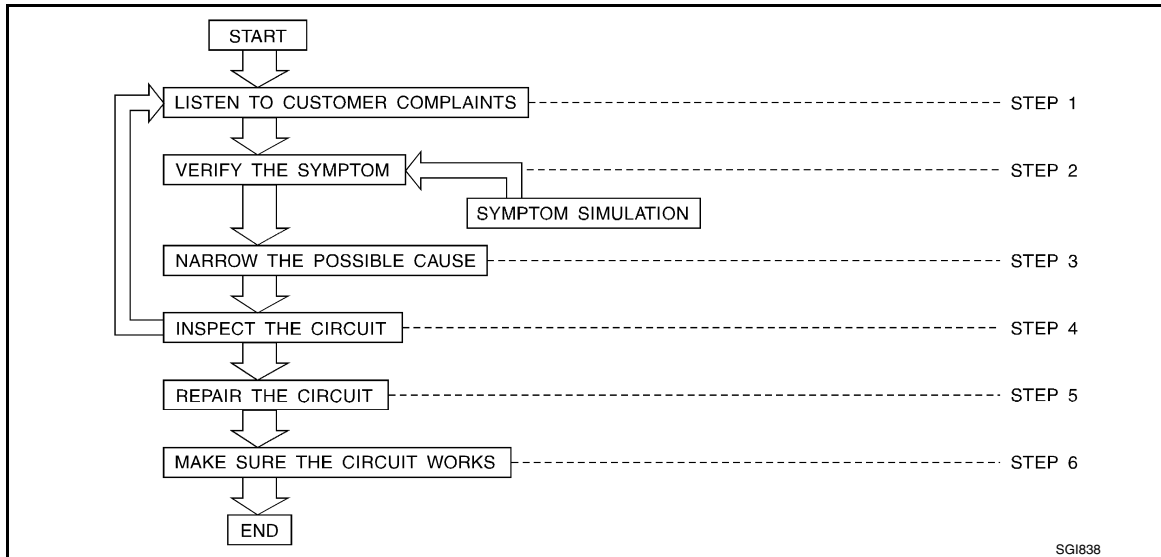 START
LISTEN TO CUSTOMER COMPLAINTS STEP 1
VERIFY THE SYMPTOM STEP 2
SYMPTOM SIMULATION
NARROW THE POSSIBLE CAUSE STEP 3
INSPECT THE CIRCUIT STEP 4
REPAIR THE CIRCUIT STEP 5
MAKE SURE THE CIRCUIT WORKS STEP 6
END
SGI838